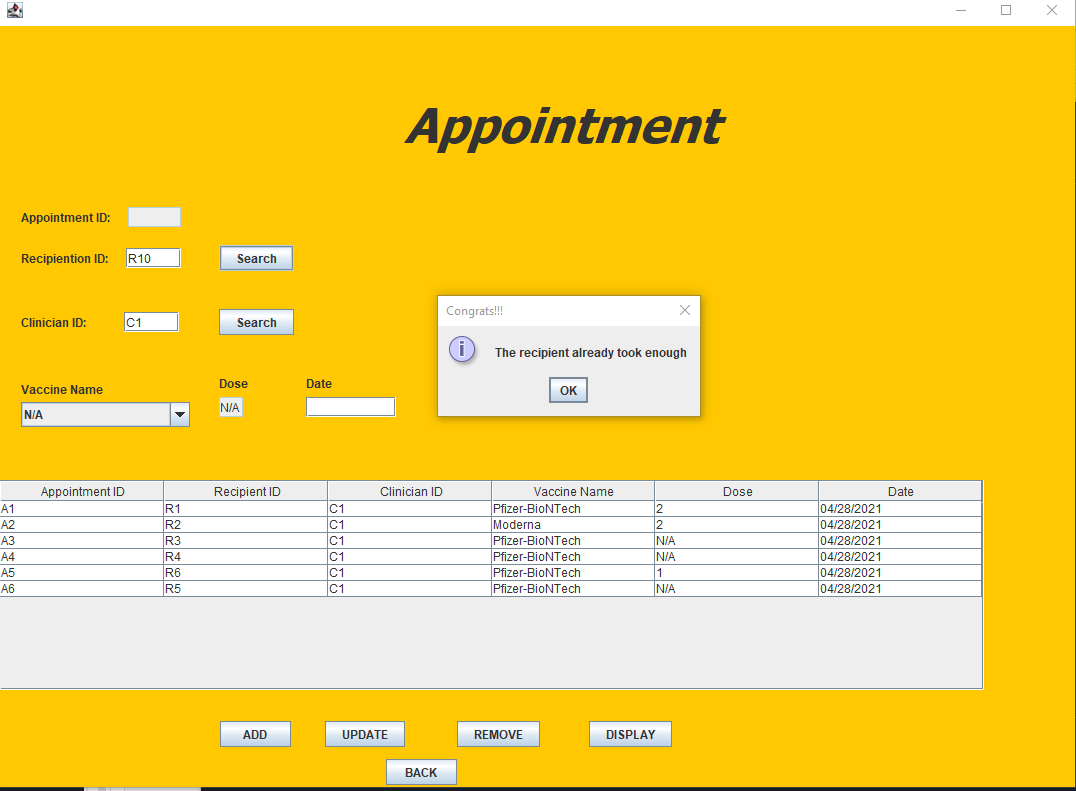 Appointment
Appointment ID:
Recipiention ID: R10 Search
Clinician ID: C1 Search
Congrats!!!
The recipient already took enough
OK
Vaccine Name Dose Date
N/A N/A
Appointment ID Recipient ID Clinician ID Vaccine Name Dose Date
A1 R1 C1 Pfizer-BioNTech 2 04/28/2021
A2 R2 C1 Moderna 2 04/28/2021
A3 R3 C1 Pfizer-BioNTech N/A 04/28/2021
A4 R4 C1 Pfizer-BioNTech N/A 04/28/2021
A5 R6 C1 Pfizer-BioNTech 1 04/28/2021
A6 R5 C1 Pfizer-BioNTech N/A 04/28/2021
ADD UPDATE REMOVE DISPLAY
BACK